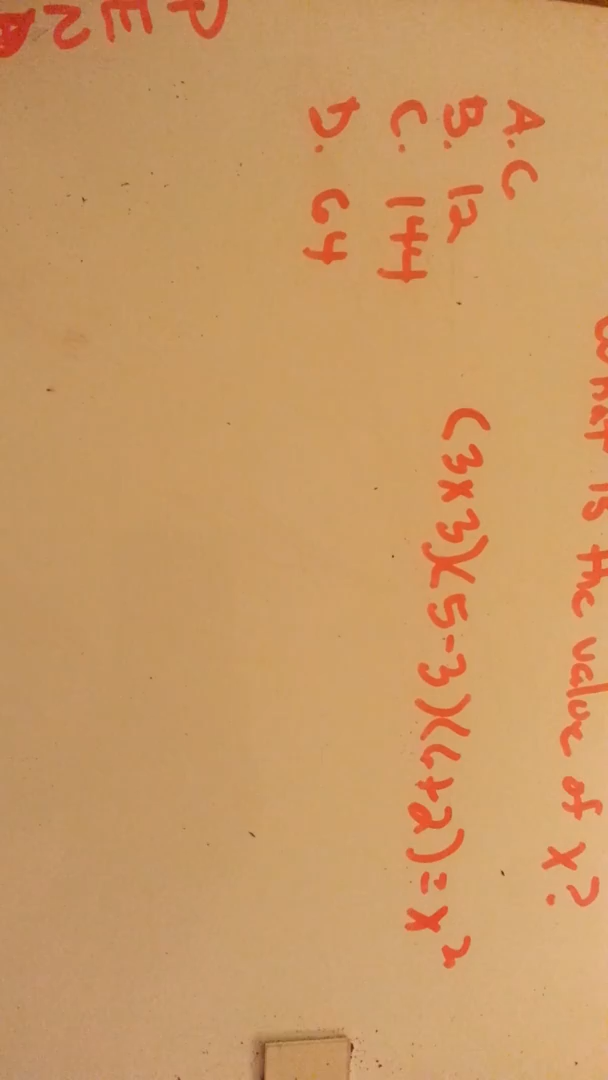 What is the value of x?
A. 6
B. 12
C. 144
D. 64
(3x3)(5-3)(6+2)=x²